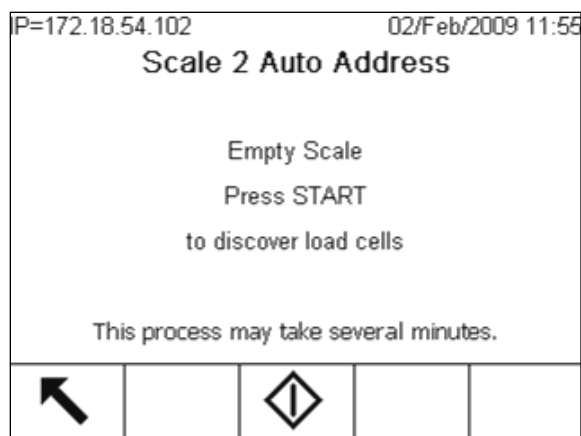 IP=172.18.54.102 02/Feb/2009 11:55
Scale 2 Auto Address
Empty Scale
Press START
to discover load cells
This process may take several minutes.